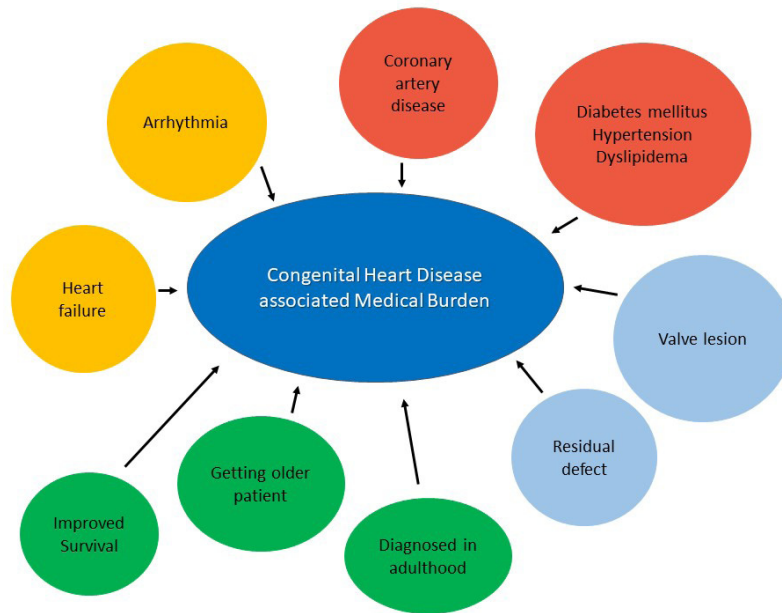 Coronary
artery
disease
Arrhythmia
Diabetes mellitus
Hypertension
Dyslipidema
Congenital Heart Disease
associated Medical Burden
Heart
failure
Valve lesion
Residual
defect
Getting older
patient
Improved
Survival
Diagnosed in
adulthood